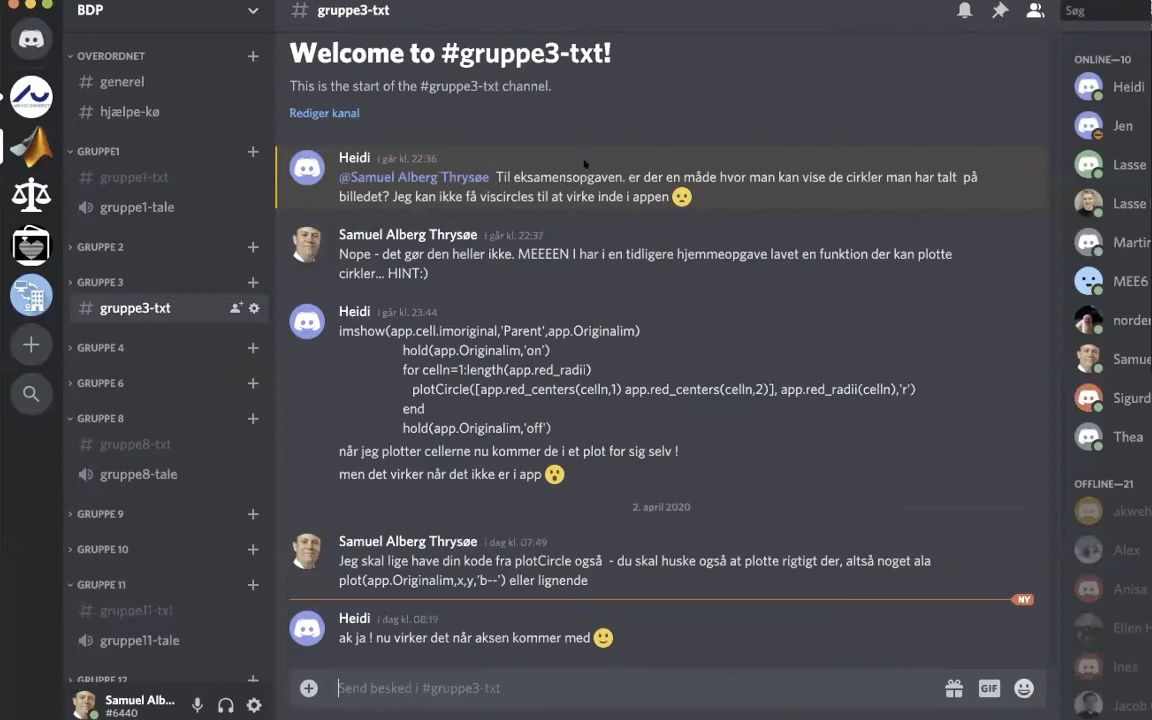 BDP
OVERORDNET
# generel
# hjælpe-kø
GRUPPE1
# gruppe1-txt
gruppe1-tale
GRUPPE 2
GRUPPE 3
# gruppe3-txt
GRUPPE 4
GRUPPE 6
GRUPPE 8
# gruppe8-txt
gruppe8-tale
GRUPPE 9
GRUPPE 10
GRUPPE 11
# gruppe11-txt
gruppe11-tale
GRUPPE 12
Samuel Alb...
#6440
# gruppe3-txt
Welcome to #gruppe3-txt!
This is the start of the #gruppe3-txt channel.
Rediger kanal
Heidi i går kl. 22:36
@Samuel Alberg Thrysøe Til eksamensopgaven. er der en måde hvor man kan vise de cirkler man har talt på
billedet? Jeg kan ikke få viscircles til at virke inde i appen
Samuel Alberg Thrysøe i går kl. 22:37
Nope - det gør den heller ikke. MEEEEN I har i en tidligere hjemmeopgave lavet en funktion der kan plotte
cirkler... HINT:)
Heidi i går kl. 23.44
imshow(app.cell.imoriginal,'Parent',app.Originalim)
hold(app.Originalim,'on')
for celln=1:length(app.red_radii)
plotCircle([app.red_centers(celln,1) app.red_centers(celln,2)], app.red_radii(celln),'r')
end
hold(app.Originalim,'off')
når jeg plotter cellerne nu kommer de i et plot for sig selv !
men det virker når det ikke er i app
2. april 2020
Samuel Alberg Thrysøe i dag kl. 07:49
Jeg skal lige have din kode fra plotCircle også - du skal huske også at plotte rigtigt der, altså noget ala
plot(app.Originalim,x,y,'b--') eller lignende
NY
Heidi i dag kl. 08:19
ak ja ! nu virker det når aksen kommer med
Send besked i #gruppe3-txt
GIF
Søg
ONLINE—10
Heidi
Jen
Lasse
Lasse
Martin
MEE6
norder
Samue
Sigurd
Thea
OFFLINE—21
akweh
Alex
Anisa
Ellen H
Ines
Jacob